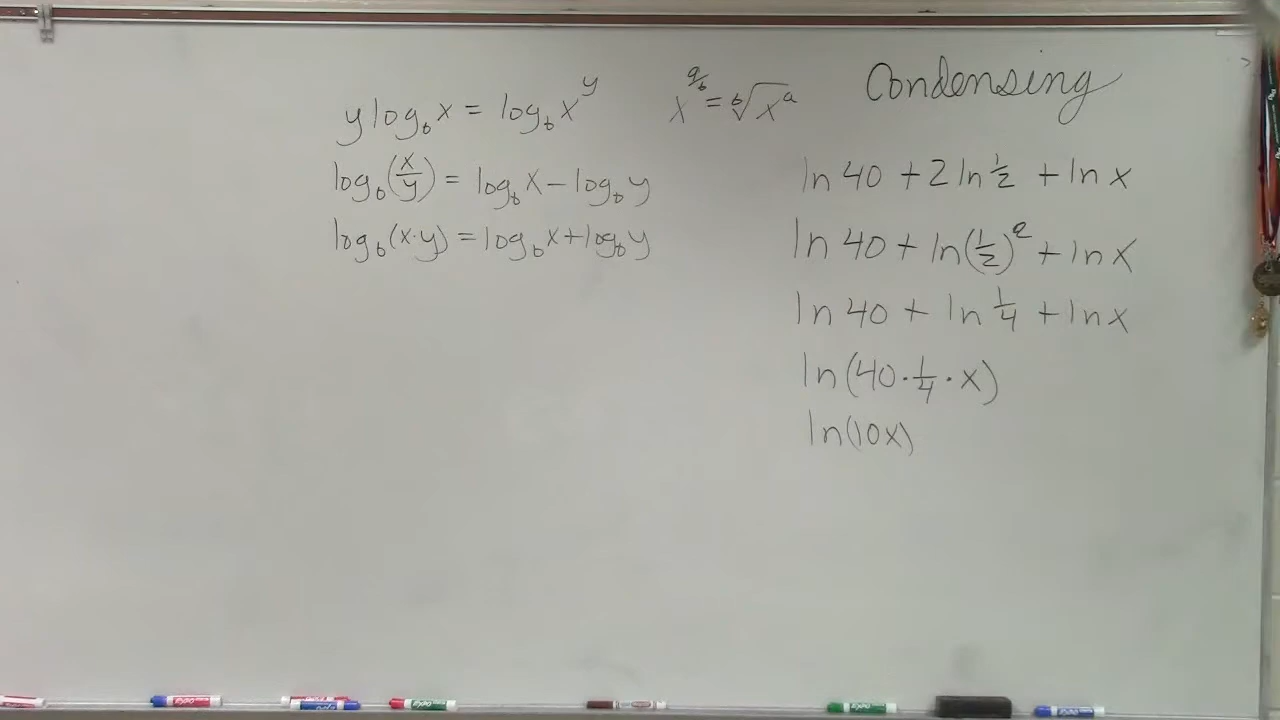 y log_b x = log_b x^y
log_b(x/y) = log_b x − log_b y
log_b(x·y) = log_b x + log_b y
x^(a/b) = ᵇ√(x^a)
Condensing
ln 40 + 2 ln 1/2 + ln x
ln 40 + ln(1/2)^2 + ln x
ln 40 + ln 1/4 + ln x
ln(40 · 1/4 · x)
ln(10x)